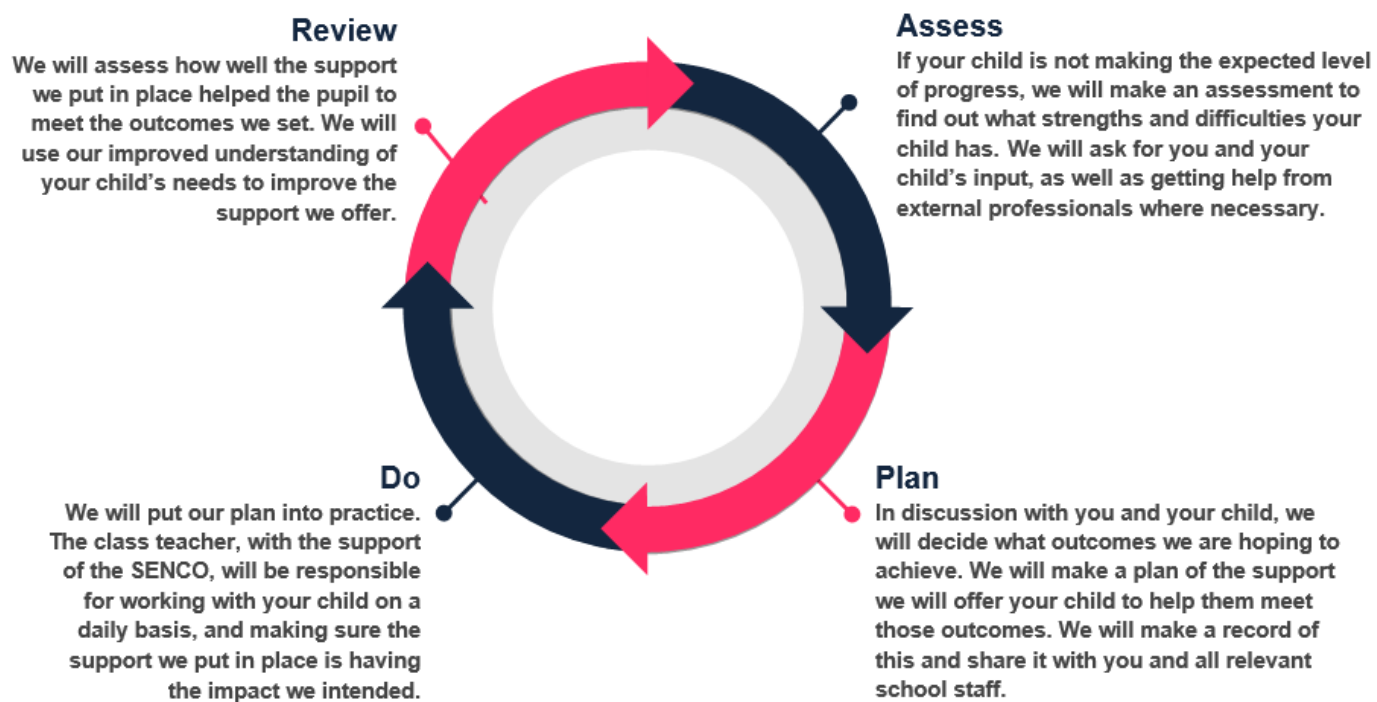 Review
We will assess how well the support
we put in place helped the pupil to
meet the outcomes we set. We will
use our improved understanding of
your child’s needs to improve the
support we offer.
Assess
If your child is not making the expected level
of progress, we will make an assessment to
find out what strengths and difficulties your
child has. We will ask for you and your
child’s input, as well as getting help from
external professionals where necessary.
Do
We will put our plan into practice.
The class teacher, with the support
of the SENCO, will be responsible
for working with your child on a
daily basis, and making sure the
support we put in place is having
the impact we intended.
Plan
In discussion with you and your child, we
will decide what outcomes we are hoping to
achieve. We will make a plan of the support
we will offer your child to help them meet
those outcomes. We will make a record of
this and share it with you and all relevant
school staff.